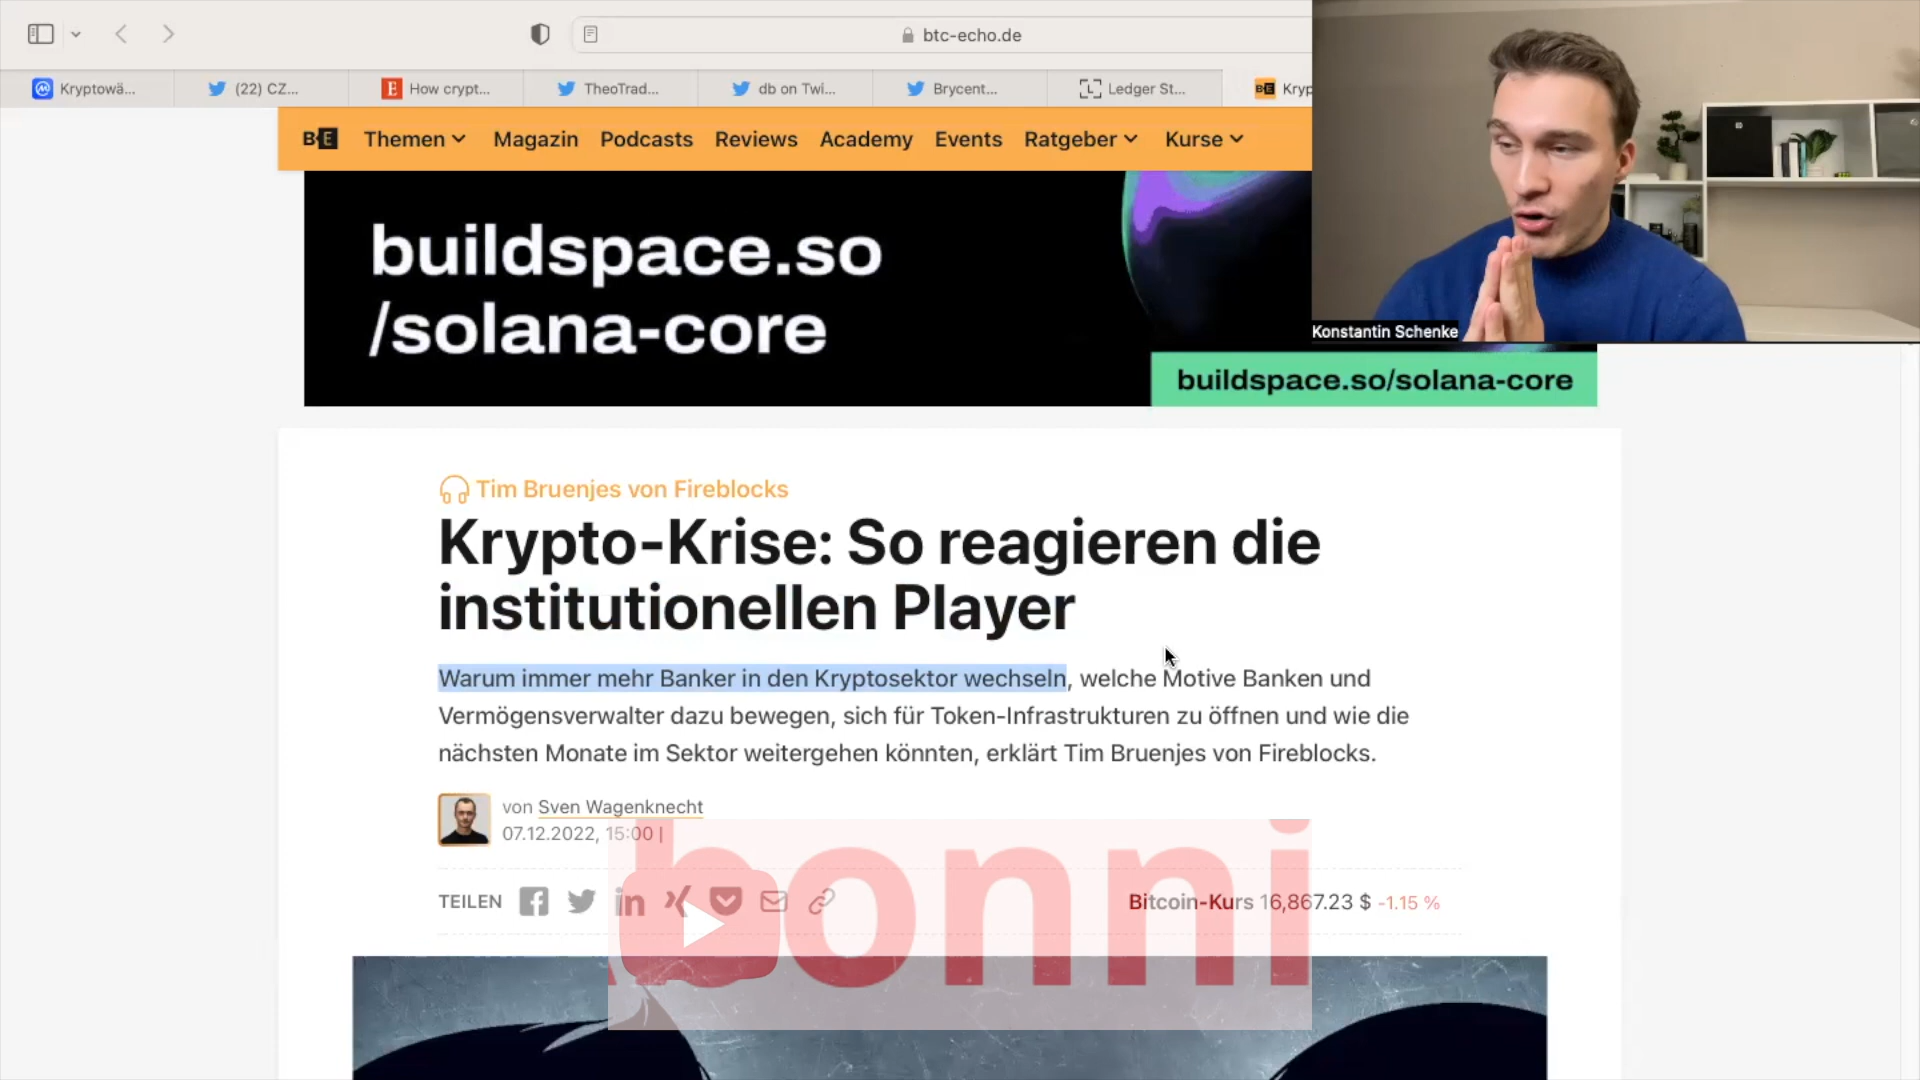 btc-echo.de
Kryptowä...
(22) CZ...
How crypt...
TheoTrad...
db on Twi...
Brycent...
Ledger St...
Kryp
B€E Themen Magazin Podcasts Reviews Academy Events Ratgeber Kurse
buildspace.so
/solana-core
Konstantin Schenke
buildspace.so/solana-core
Tim Bruenjes von Fireblocks
Krypto-Krise: So reagieren die
institutionellen Player
Warum immer mehr Banker in den Kryptosektor wechseln, welche Motive Banken und
Vermögensverwalter dazu bewegen, sich für Token-Infrastrukturen zu öffnen und wie die
nächsten Monate im Sektor weitergehen könnten, erklärt Tim Bruenjes von Fireblocks.
von Sven Wagenknecht
07.12.2022, 15:00 |
TEILEN
Bitcoin-Kurs 16,867.23 $ -1.15 %
bonni